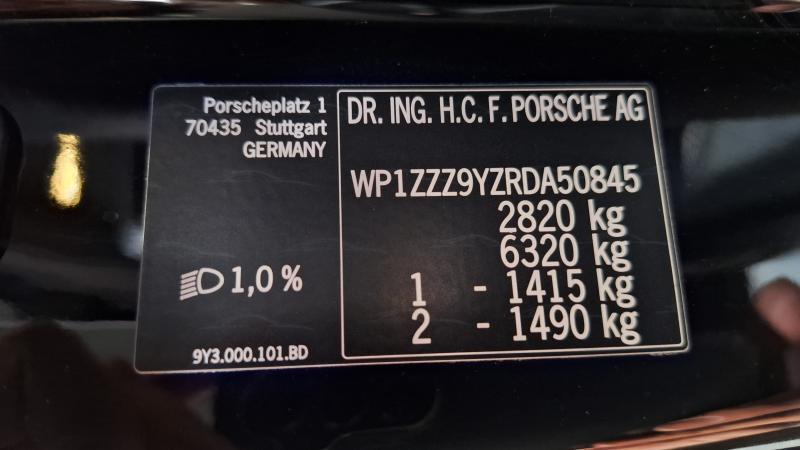 Porscheplatz 1
70435 Stuttgart
GERMANY
1,0 %
9Y3.000.101.BD
DR. ING. H.C. F. PORSCHE AG
WP1ZZZ9YZRDA50845
2820 kg
6320 kg
1 - 1415 kg
2 - 1490 kg